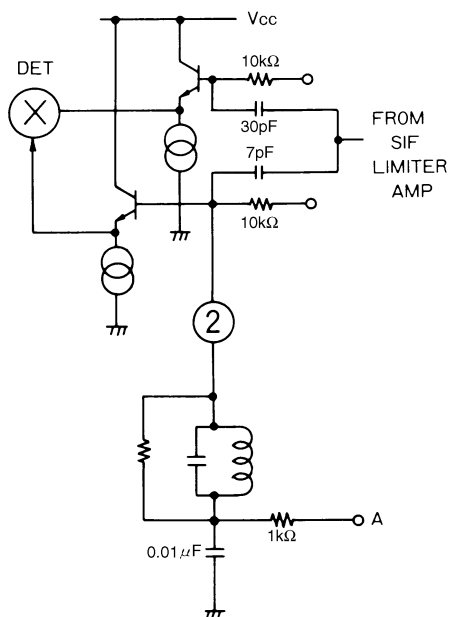 Vcc
DET
10kΩ
30pF
FROM
SIF
LIMITER
AMP
7pF
10kΩ
2
A
1kΩ
0.01μF